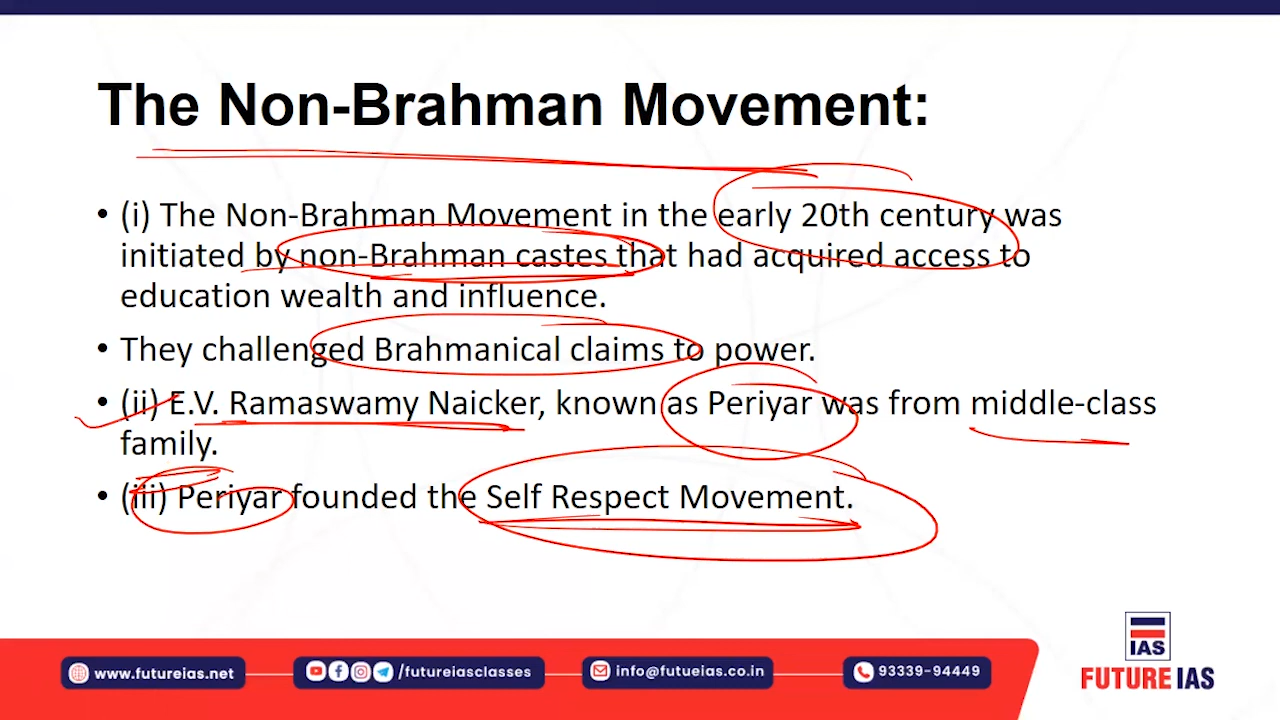 The Non-Brahman Movement:
• (i) The Non-Brahman Movement in the early 20th century was
initiated by non-Brahman castes that had acquired access to
education wealth and influence.
• They challenged Brahmanical claims to power.
• (ii) E.V. Ramaswamy Naicker, known as Periyar was from middle-class
family.
• (iii) Periyar founded the Self Respect Movement.
IAS
FUTURE IAS
www.futureias.net
/futureiasclasses
info@futueias.co.in
93339-94449